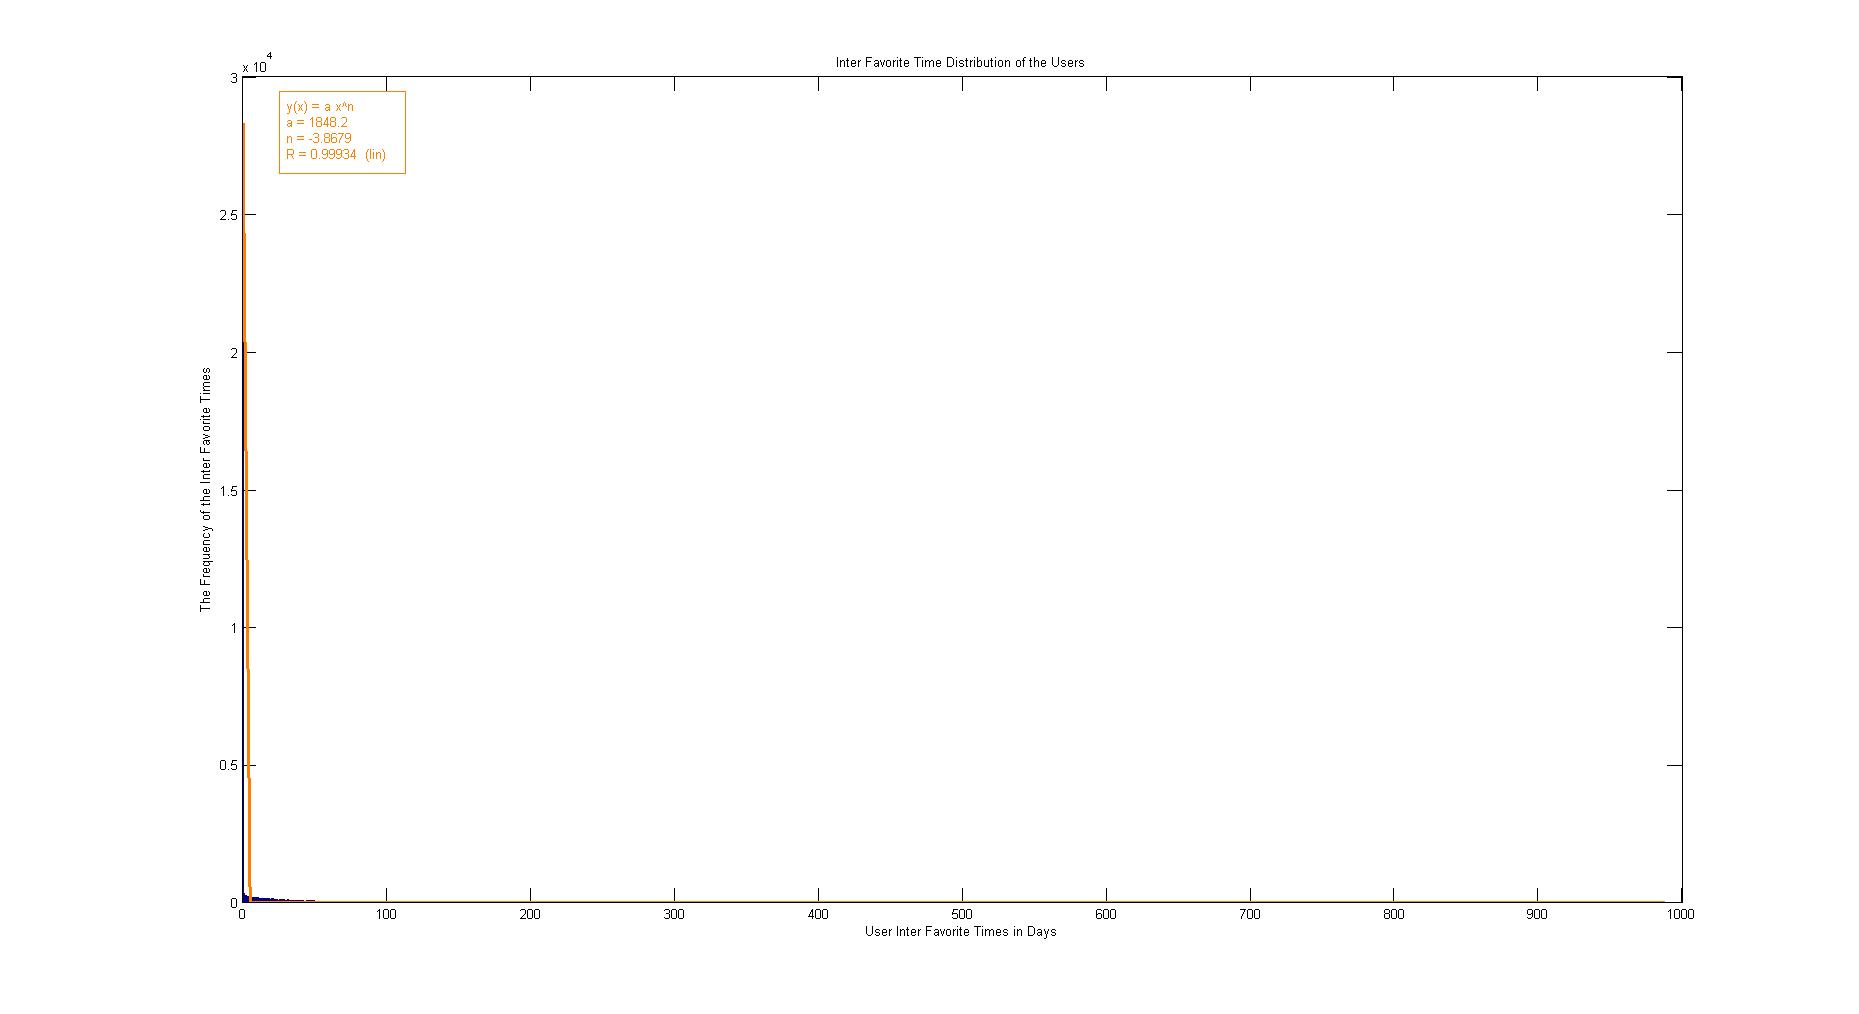 Inter Favorite Time Distribution of the Users
x 10^4
y(x) = a x^n
a = 1848.2
n = -3.8679
R = 0.99934 (lin)
3
2.5
2
1.5
1
0.5
0
The Frequency of the Inter Favorite Times
0 100 200 300 400 500 600 700 800 900 1000
User Inter Favorite Times in Days